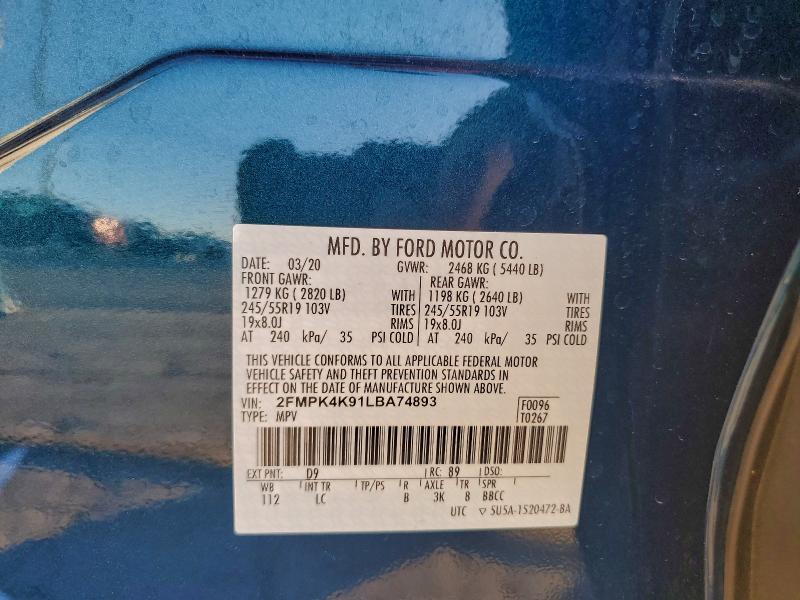 MFD. BY FORD MOTOR CO.
DATE: 03/20 GVWR: 2468 KG ( 5440 LB)
FRONT GAWR: REAR GAWR:
1279 KG ( 2820 LB) WITH 1198 KG ( 2640 LB) WITH
245/55R19 103V TIRES 245/55R19 103V TIRES
19x8.0J RIMS 19x8.0J RIMS
AT 240 kPa/ 35 PSI COLD AT 240 kPa/ 35 PSI COLD
THIS VEHICLE CONFORMS TO ALL APPLICABLE FEDERAL MOTOR
VEHICLE SAFETY AND THEFT PREVENTION STANDARDS IN
EFFECT ON THE DATE OF MANUFACTURE SHOWN ABOVE.
VIN: 2FMPK4K91LBA74893 F0096
TYPE: MPV T0267
EXT PNT: D9 RC: 89 DSO:
WB INT TR TP/PS R AXLE TR SPR
112 LC B 3K 8 BBCC
UTC ▽ 5U5A-1520472-BA